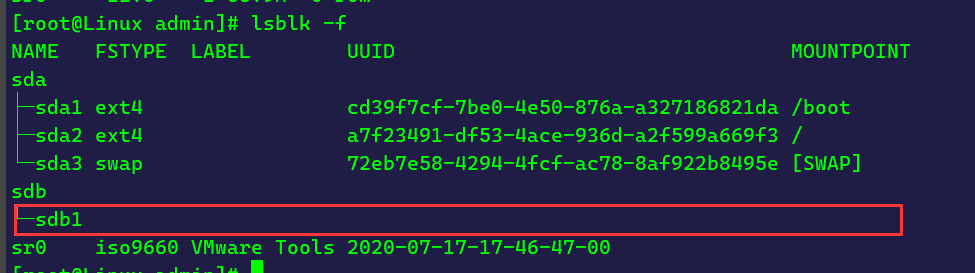 [root@Linux admin]# lsblk -f
NAME   FSTYPE  LABEL        UUID                                 MOUNTPOINT
sda
├─sda1 ext4                 cd39f7cf-7be0-4e50-876a-a327186821da /boot
├─sda2 ext4                 a7f23491-df53-4ace-936d-a2f599a669f3 /
└─sda3 swap                 72eb7e58-4294-4fcf-ac78-8af922b8495e [SWAP]
sdb
└─sdb1
sr0    iso9660 VMware Tools 2020-07-17-17-46-47-00
[root@Linux admin]#